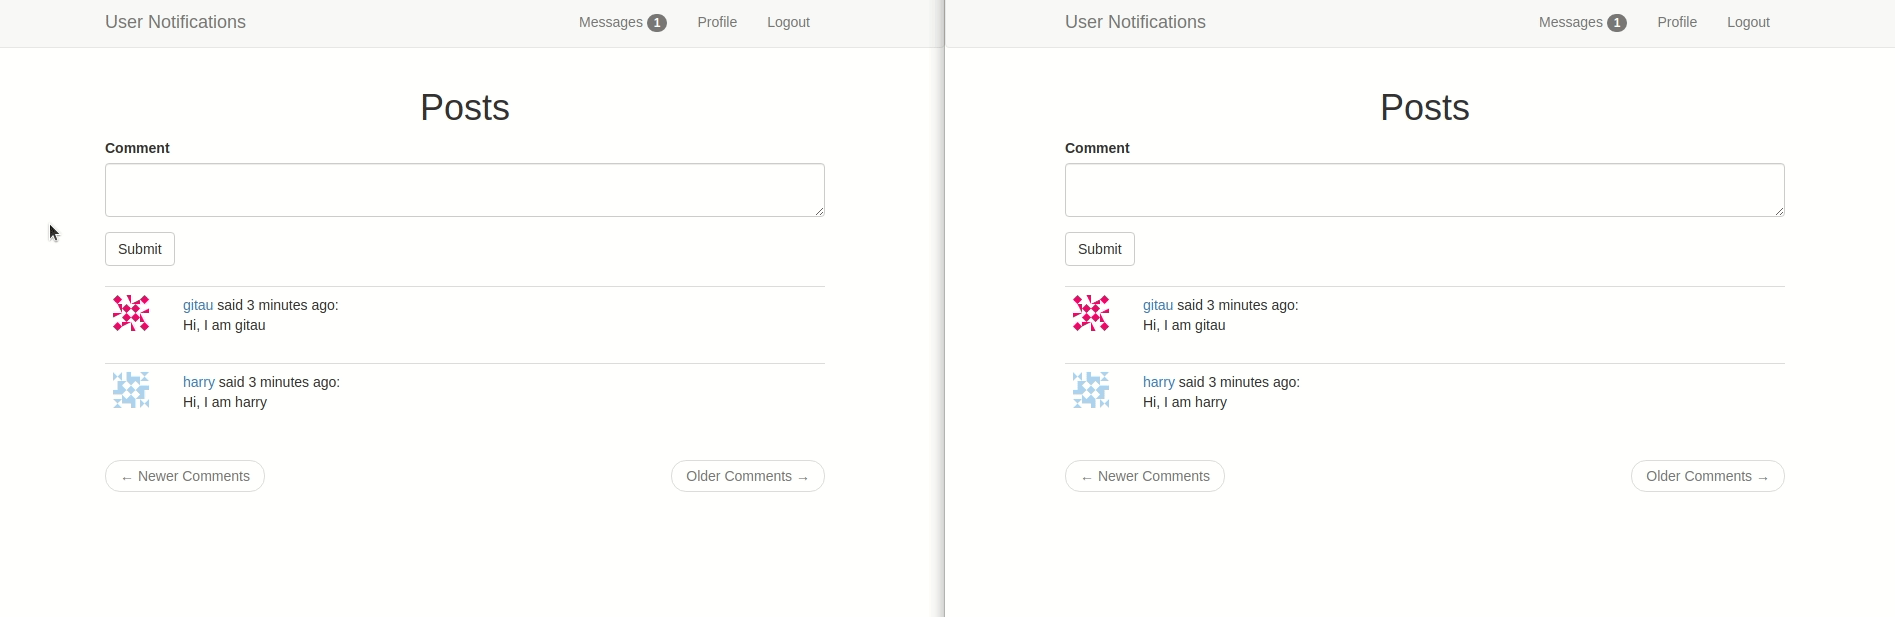 User Notifications Messages 1 Profile Logout
Posts
Comment
Submit
gitau said 3 minutes ago:
Hi, I am gitau
harry said 3 minutes ago:
Hi, I am harry
← Newer Comments Older Comments →
User Notifications Messages 1 Profile Logout
Posts
Comment
Submit
gitau said 3 minutes ago:
Hi, I am gitau
harry said 3 minutes ago:
Hi, I am harry
← Newer Comments Older Comments →